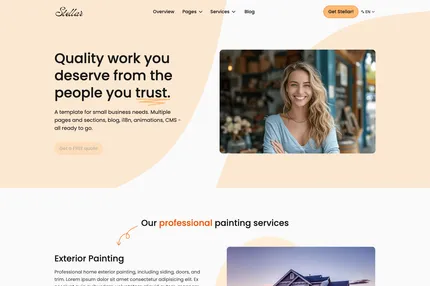 Stellar
Overview Pages Services Blog
Get Stellar!
EN
Quality work you
deserve from the
people you trust.
A template for small business needs. Multiple
pages and sections, blog, i18n, animations, CMS -
all ready to go.
Get a FREE quote!
Our professional painting services
Exterior Painting
Professional home exterior painting, including siding, doors, and
trim. Lorem ipsum dolor sit amet consectetur adipisicing elit. Ex